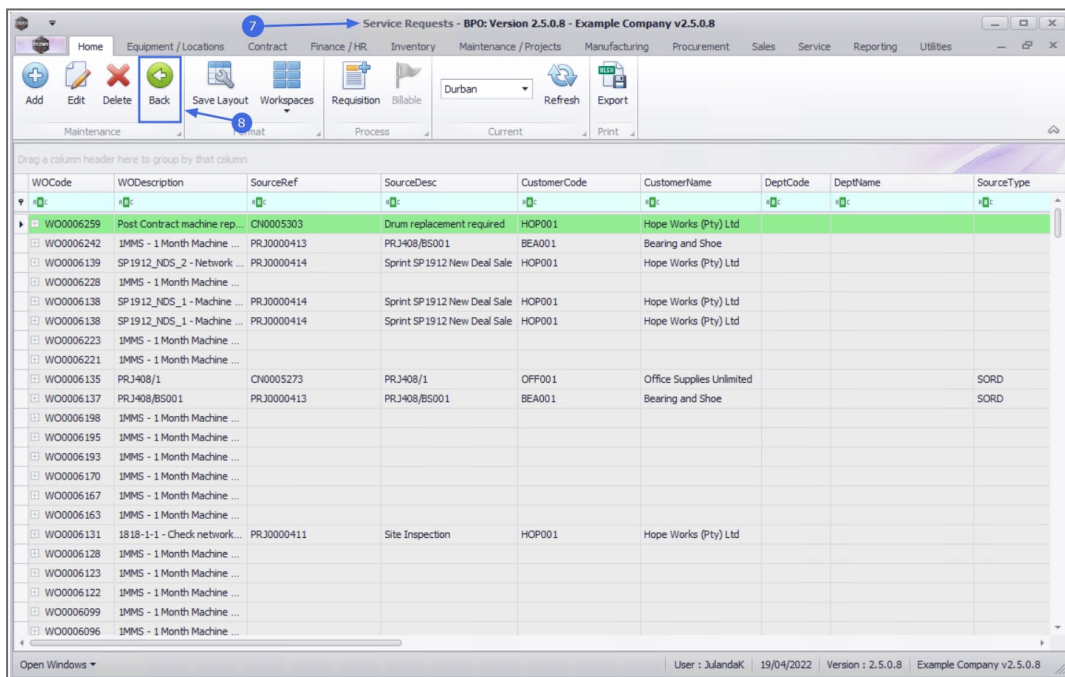 7
Service Requests - BPO: Version 2.5.0.8 - Example Company v2.5.0.8
Home Equipment / Locations Contract Finance / HR Inventory Maintenance / Projects Manufacturing Procurement Sales Service Reporting Utilities
Add Edit Delete Back Save Layout Workspaces Requisition Billable Durban Refresh Export
8
Maintenance Process Current Print
Drag a column header here to group by that column
WOCode WODescription SourceRef SourceDesc CustomerCode CustomerName DeptCode DeptName SourceType
WO0006259 Post Contract machine rep... CN0005303 Drum replacement required HOP001 Hope Works (Pty) Ltd
WO0006242 1MMS - 1 Month Machine ... PRJ0000413 PRJ408/BS001 BEA001 Bearing and Shoe
WO0006139 SP1912_NDS_2 - Network ... PRJ0000414 Sprint SP1912 New Deal Sale HOP001 Hope Works (Pty) Ltd
WO0006228 1MMS - 1 Month Machine ...
WO0006138 SP1912_NDS_1 - Machine ... PRJ0000414 Sprint SP1912 New Deal Sale HOP001 Hope Works (Pty) Ltd
WO0006138 SP1912_NDS_1 - Machine ... PRJ0000414 Sprint SP1912 New Deal Sale HOP001 Hope Works (Pty) Ltd
WO0006223 1MMS - 1 Month Machine ...
WO0006221 1MMS - 1 Month Machine ...
WO0006135 PRJ408/1 CN0005273 PRJ408/1 OFF001 Office Supplies Unlimited SORD
WO0006137 PRJ408/BS001 PRJ0000413 PRJ408/BS001 BEA001 Bearing and Shoe SORD
WO0006198 1MMS - 1 Month Machine ...
WO0006195 1MMS - 1 Month Machine ...
WO0006193 1MMS - 1 Month Machine ...
WO0006170 1MMS - 1 Month Machine ...
WO0006167 1MMS - 1 Month Machine ...
WO0006163 1MMS - 1 Month Machine ...
WO0006131 1818-1-1 - Check network... PRJ0000411 Site Inspection HOP001 Hope Works (Pty) Ltd
WO0006128 1MMS - 1 Month Machine ...
WO0006123 1MMS - 1 Month Machine ...
WO0006122 1MMS - 1 Month Machine ...
WO0006099 1MMS - 1 Month Machine ...
WO0006096 1MMS - 1 Month Machine ...
Open Windows User : JulandaK 19/04/2022 Version : 2.5.0.8 Example Company v2.5.0.8